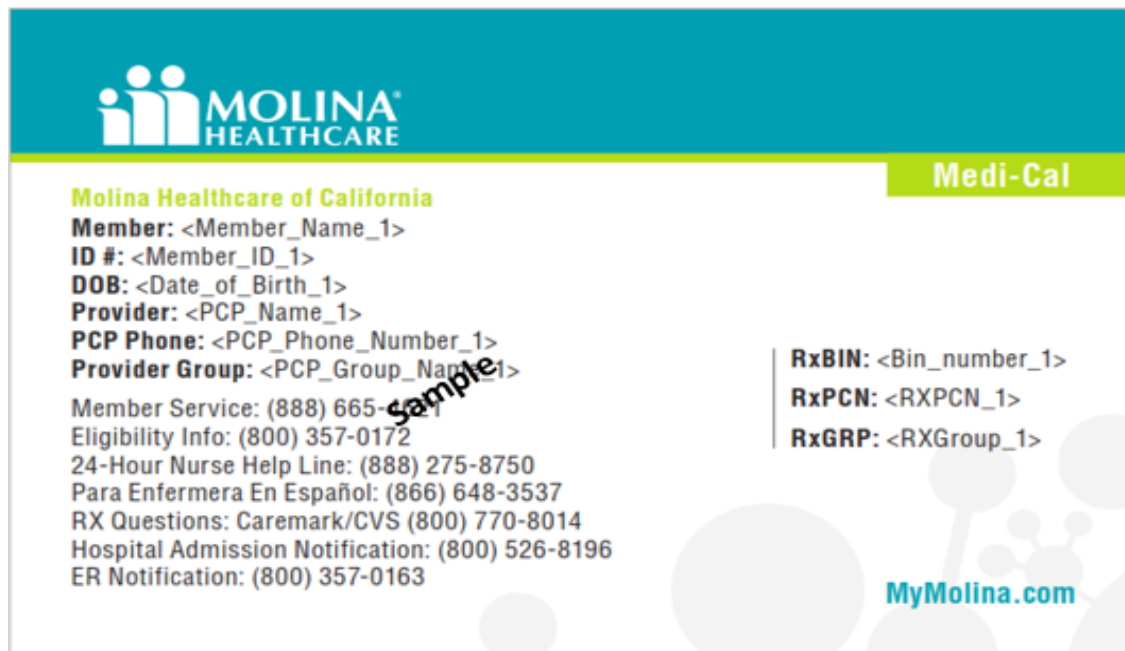 MOLINA®
HEALTHCARE
Medi-Cal
Molina Healthcare of California
Member: <Member_Name_1>
ID #: <Member_ID_1>
DOB: <Date_of_Birth_1>
Provider: <PCP_Name_1>
PCP Phone: <PCP_Phone_Number_1>
Provider Group: <PCP_Group_Name_1>
Sample
Member Service: (888)
Eligibility Info: (800) 357-0172
24-Hour Nurse Help Line: (888) 275-8750
Para Enfermera En Español: (866) 648-3537
RX Questions: Caremark/CVS (800) 770-8014
Hospital Admission Notification: (800) 526-8196
ER Notification: (800) 357-0163
RxBIN: <Bin_number_1>
RxPCN: <RXPCN_1>
RxGRP: <RXGroup_1>
MyMolina.com